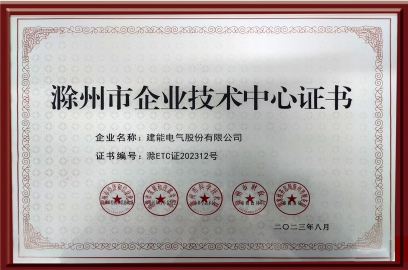 滁州市企业技术中心证书
企业名称：建能电气股份有限公司
证书编号：滁ETC证202312号
二〇二三年八月